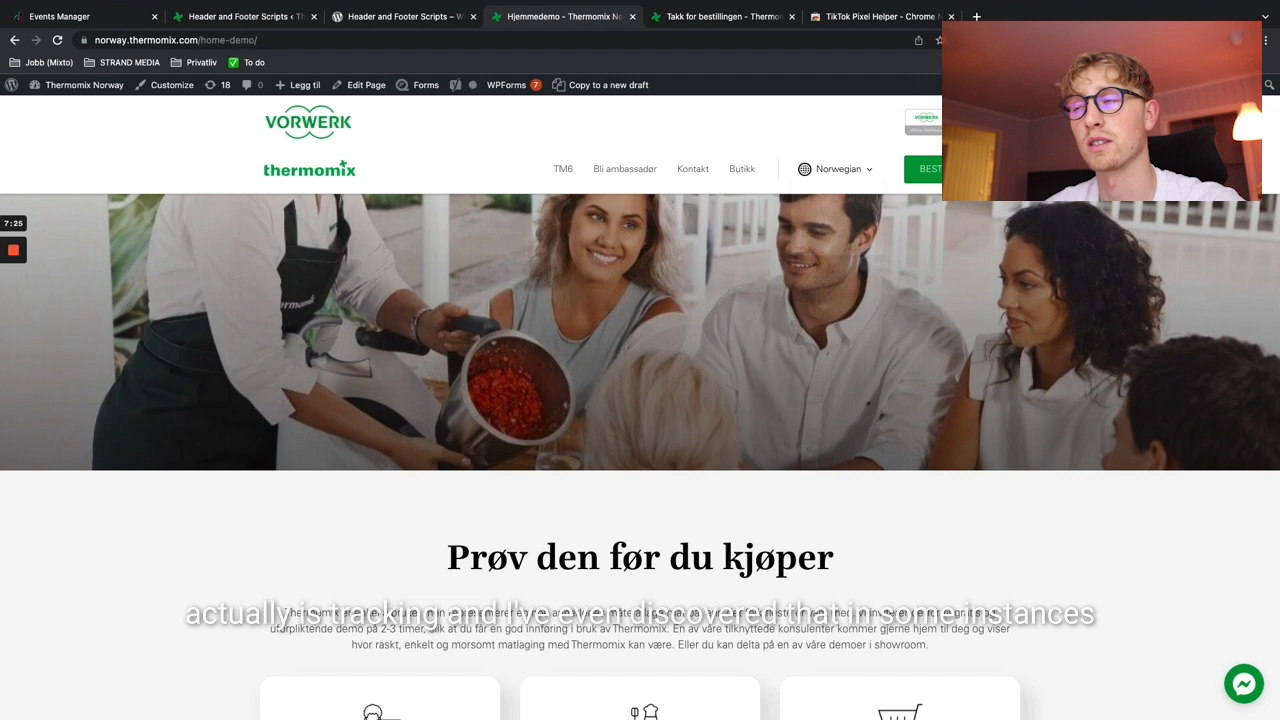 Events Manager
Header and Footer Scripts ‹ Th
Header and Footer Scripts – W
Hjemmedemo - Thermomix No
Takk for bestillingen - Thermor
TikTok Pixel Helper - Chrome
norway.thermomix.com/home-demo/
Jobb (Mixto)
STRAND MEDIA
Privatliv
To do
Thermomix Norway
Customize
18
0
Legg til
Edit Page
Forms
WPForms 7
Copy to a new draft
VORWERK
VORWERK
thermomix
TM6
Bli ambassadør
Kontakt
Butikk
Norwegian
BEST
7:25
Prøv den før du kjøper
actually is tracking and I've even discovered that in some instances
uforpliktende demo på 2-3 timer, slik at du får en god innføring i bruk av Thermomix. En av våre tilknyttede konsulenter kommer gjerne hjem til deg og viser
hvor raskt, enkelt og morsomt matlaging med Thermomix kan være. Eller du kan delta på en av våre demoer i showroom.